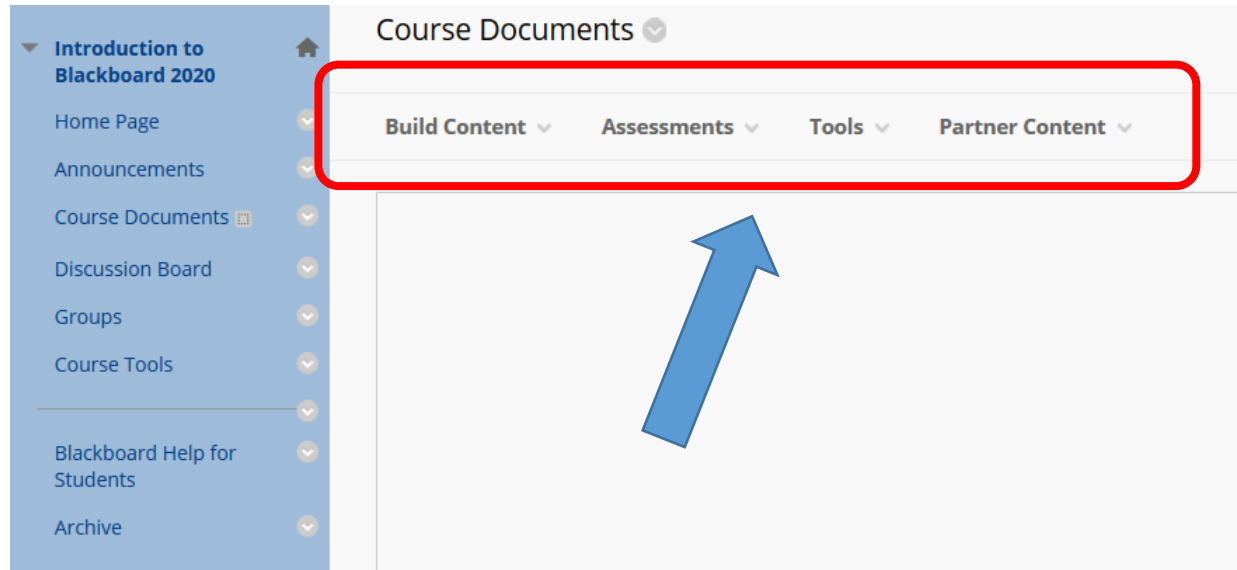 Introduction to
Blackboard 2020
Home Page
Announcements
Course Documents
Discussion Board
Groups
Course Tools
Blackboard Help for
Students
Archive
Course Documents
Build Content Assessments Tools Partner Content